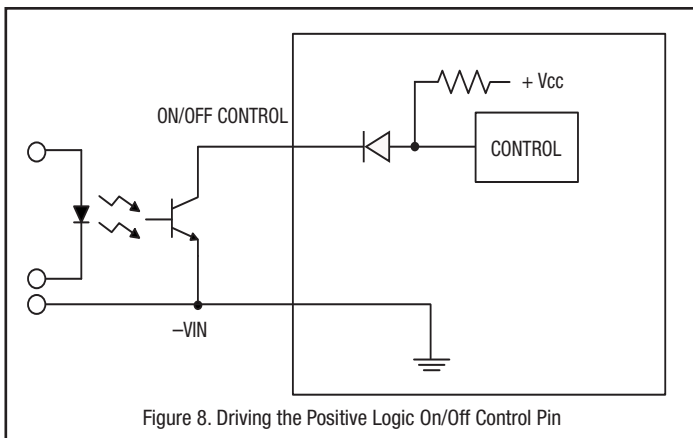 + Vcc
ON/OFF CONTROL
CONTROL
–VIN
Figure 8. Driving the Positive Logic On/Off Control Pin